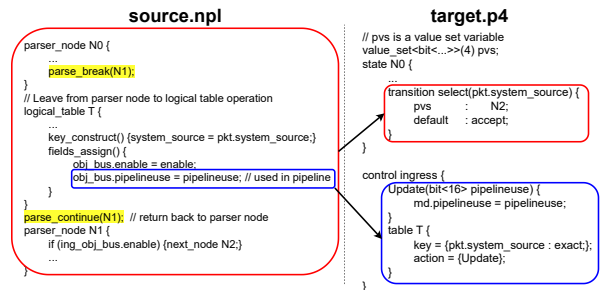 source.npl
parser_node N0 {
...
parse_break(N1);
}
// Leave from parser node to logical table operation
logical_table T {
...
key_construct() {system_source = pkt.system_source;}
fields_assign() {
obj_bus.enable = enable;
obj_bus.pipelineuse = pipelineuse; // used in pipeline
}
}
parse_continue(N1); // return back to parser node
parser_node N1 {
if (ing_obj_bus.enable) {next_node N2;}
...
}
target.p4
// pvs is a value set variable
value_set<bit<...>>(4) pvs;
state N0 {
...
transition select(pkt.system_source) {
pvs : N2;
default : accept;
}
}
control ingress {
Update(bit<16> pipelineuse) {
md.pipelineuse = pipelineuse;
}
table T {
key = {pkt.system_source : exact;};
action = {Update};
}
}